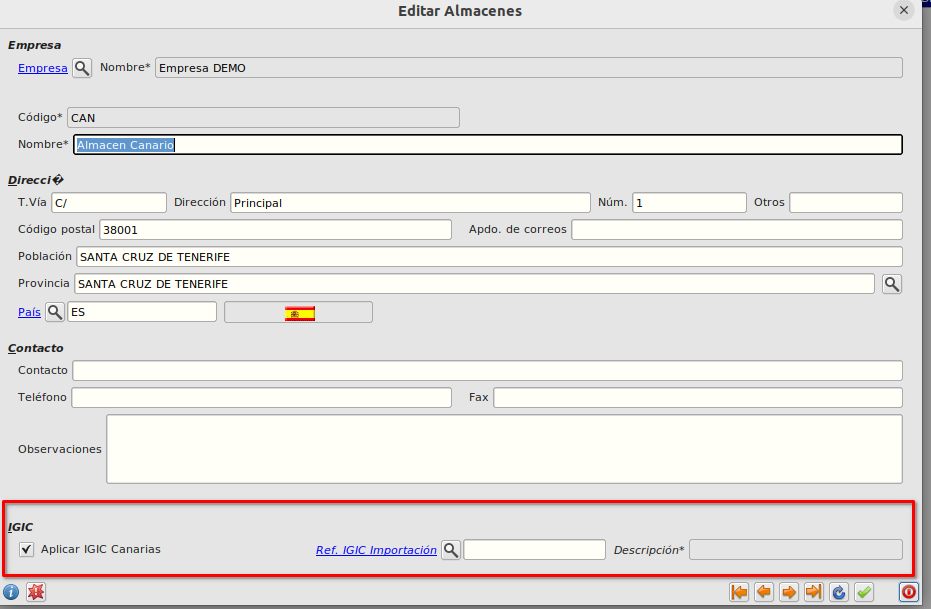 Editar Almacenes
Empresa
Empresa Nombre* Empresa DEMO
Código* CAN
Nombre* Almacen Canario
Direcci�
T.Vía C/ Dirección Principal Núm. 1 Otros
Código postal 38001 Apdo. de correos
Población SANTA CRUZ DE TENERIFE
Provincia SANTA CRUZ DE TENERIFE
País ES
Contacto
Contacto
Teléfono Fax
Observaciones
IGIC
Aplicar IGIC Canarias Ref. IGIC Importación Descripción*